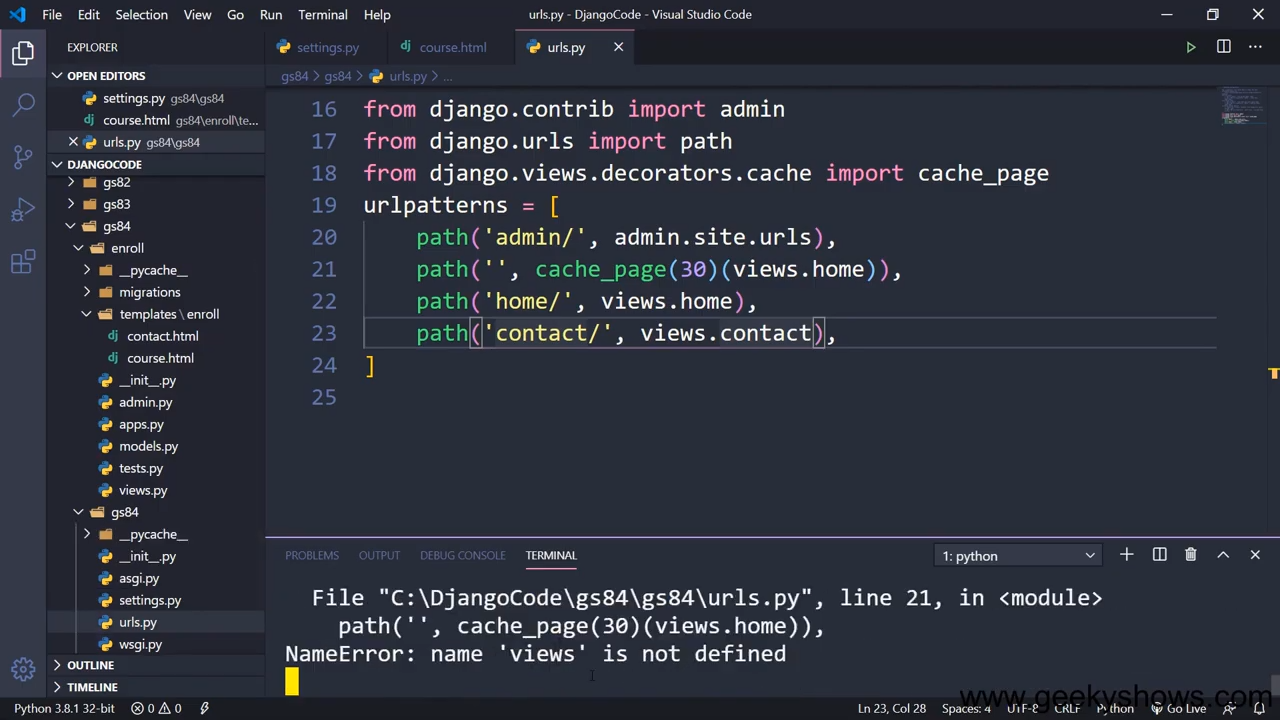 File Edit Selection View Go Run Terminal Help urls.py - DjangoCode - Visual Studio Code
EXPLORER
OPEN EDITORS
settings.py gs84\gs84
course.html gs84\enroll\te...
urls.py gs84\gs84
DJANGOCODE
gs82
gs83
gs84
enroll
__pycache__
migrations
templates \ enroll
contact.html
course.html
__init__.py
admin.py
apps.py
models.py
tests.py
views.py
gs84
__pycache__
__init__.py
asgi.py
settings.py
urls.py
wsgi.py
OUTLINE
TIMELINE
settings.py course.html urls.py
gs84 > gs84 > urls.py > ...
16 from django.contrib import admin
17 from django.urls import path
18 from django.views.decorators.cache import cache_page
19 urlpatterns = [
20 path('admin/', admin.site.urls),
21 path('', cache_page(30)(views.home)),
22 path('home/', views.home),
23 path('contact/', views.contact),
24 ]
25
PROBLEMS OUTPUT DEBUG CONSOLE TERMINAL 1: python
File "C:\DjangoCode\gs84\gs84\urls.py", line 21, in <module>
path('', cache_page(30)(views.home)),
NameError: name 'views' is not defined
www.geekyshows.com
Python 3.8.1 32-bit 0 0 Ln 23, Col 28 Spaces: 4 UTF-8 CRLF Python Go Live